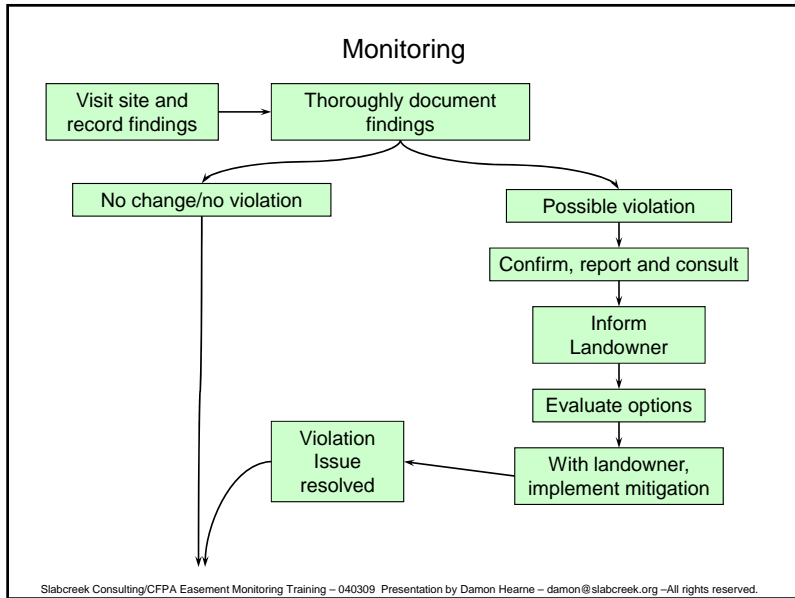 Monitoring
Visit site and
record findings
Thoroughly document
findings
No change/no violation
Possible violation
Confirm, report and consult
Inform
Landowner
Evaluate options
With landowner,
implement mitigation
Violation
Issue
resolved
Slabcreek Consulting/CFPA Easement Monitoring Training – 040309  Presentation by Damon Hearne – damon@slabcreek.org –All rights reserved.